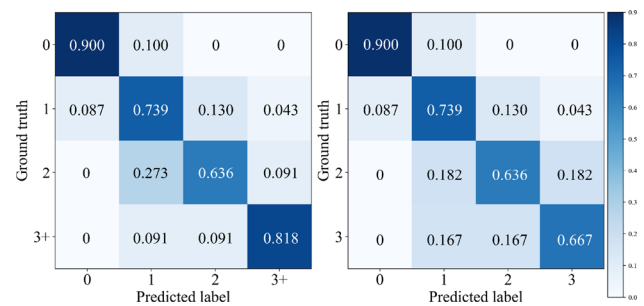 0 0.900 0.100 0 0
1 0.087 0.739 0.130 0.043
2 0 0.273 0.636 0.091
3+ 0 0.091 0.091 0.818
0 1 2 3+
Ground truth
Predicted label
0 0.900 0.100 0 0
1 0.087 0.739 0.130 0.043
2 0 0.182 0.636 0.182
3 0 0.167 0.167 0.667
0 1 2 3
Ground truth
Predicted label
0.9
0.8
0.7
0.6
0.5
0.4
0.3
0.2
0.1
0.0